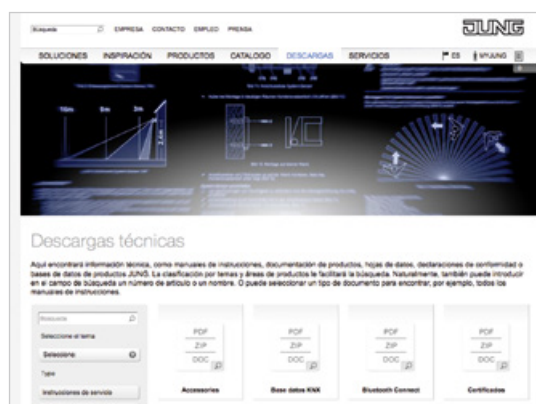 Búsqueda EMPRESA CONTACTO EMPLEO PRENSA
JUNG
SOLUCIONES INSPIRACIÓN PRODUCTOS CATALOGO DESCARGAS SERVICIOS ES MYJUNG
10m 6m 3m
2.6m
Descargas técnicas
Aquí encontrará información técnica, como manuales de instrucciones, documentación de productos, hojas de datos, declaraciones de conformidad o
bases de datos de productos JUNG. La clasificación por temas y áreas de productos le facilitará la búsqueda. Naturalmente, también puede introducir
en el campo de búsqueda un número de artículo o un nombre. O puede seleccionar un tipo de documento para encontrar, por ejemplo, todos los
manuales de instrucciones.
Búsqueda
Seleccione el tema
Seleccione
Type
Instrucciones de servicio
PDF
ZIP
DOC
Accessories
PDF
ZIP
DOC
Base datos KNX
PDF
ZIP
DOC
Bluetooth Connect
PDF
ZIP
DOC
Certificados